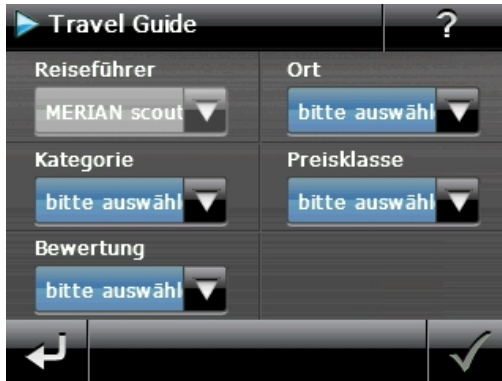 Travel Guide ?
Reiseführer Ort
MERIAN scout bitte auswähl
Kategorie Preisklasse
bitte auswähl bitte auswähl
Bewertung
bitte auswähl